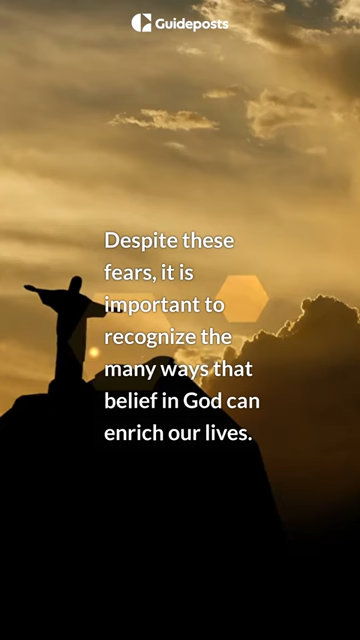 Guideposts
Despite these
fears, it is
important to
recognize the
many ways that
belief in God can
enrich our lives.